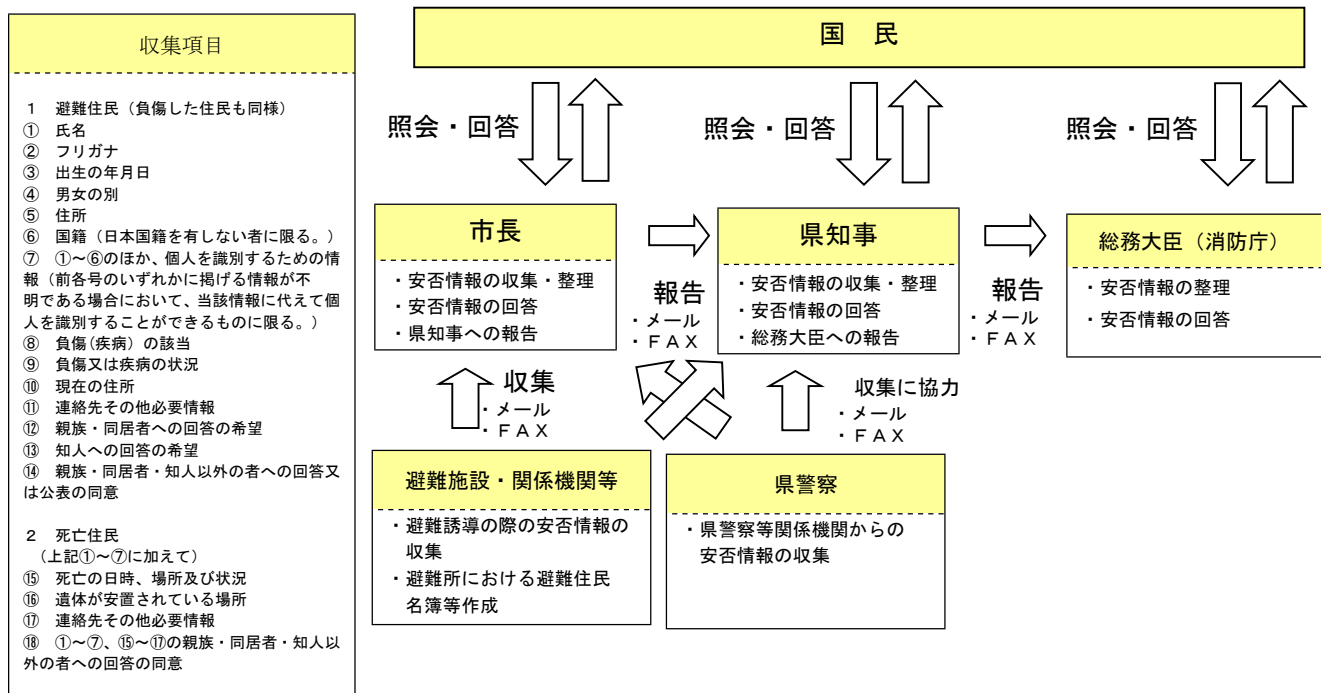 収集項目
1 避難住民（負傷した住民も同様）
① 氏名
② フリガナ
③ 出生の年月日
④ 男女の別
⑤ 住所
⑥ 国籍（日本国籍を有しない者に限る。）
⑦ ①～⑥のほか、個人を識別するための情
報（前各号のいずれかに掲げる情報が不
明である場合において、当該情報に代えて個
人を識別することができるものに限る。）
⑧ 負傷(疾病）の該当
⑨ 負傷又は疾病の状況
⑩ 現在の住所
⑪ 連絡先その他必要情報
⑫ 親族・同居者への回答の希望
⑬ 知人への回答の希望
⑭ 親族・同居者・知人以外の者への回答又
は公表の同意
2 死亡住民
（上記①～⑦に加えて）
⑮ 死亡の日時、場所及び状況
⑯ 遺体が安置されている場所
⑰ 連絡先その他必要情報
⑱ ①～⑦、⑮～⑰の親族・同居者・知人以
外の者への回答の同意
国 民
照会・回答
照会・回答
照会・回答
市長
・安否情報の収集・整理
・安否情報の回答
・県知事への報告
報告
・メール
・ＦＡＸ
県知事
・安否情報の収集・整理
・安否情報の回答
・総務大臣への報告
報告
・メール
・ＦＡＸ
総務大臣（消防庁）
・安否情報の整理
・安否情報の回答
収集
・メール
・ＦＡＸ
収集に協力
・メール
・ＦＡＸ
避難施設・関係機関等
・避難誘導の際の安否情報の
収集
・避難所における避難住民
名簿等作成
県警察
・県警察等関係機関からの
安否情報の収集